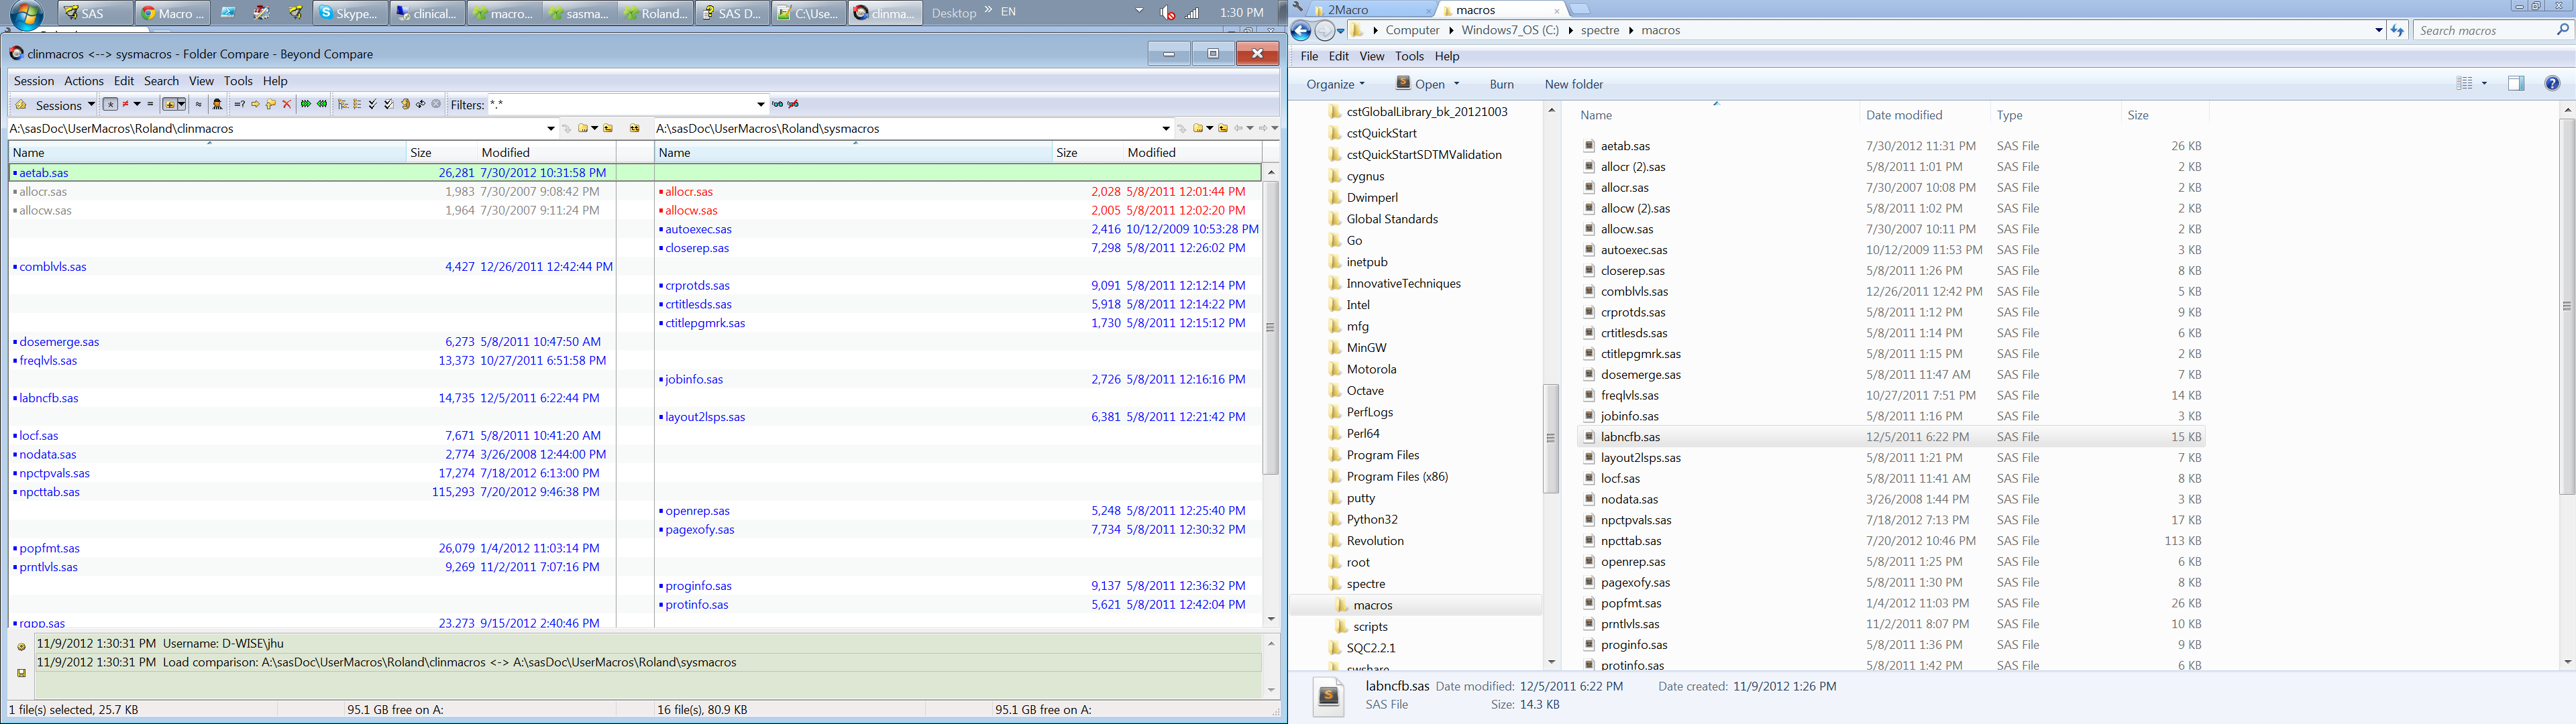 SAS
Macro ...
Skype...
clinical...
macro...
sasma...
Roland...
SAS D...
C:\Use...
clinma...
Desktop
»
EN
1:30 PM
clinmacros <--> sysmacros - Folder Compare - Beyond Compare
Session Actions Edit Search View Tools Help
Sessions Filters: *.*
A:\sasDoc\UserMacros\Roland\clinmacros A:\sasDoc\UserMacros\Roland\sysmacros
Name Size Modified Name Size Modified
aetab.sas 26,281 7/30/2012 10:31:58 PM
allocr.sas 1,983 7/30/2007 9:08:42 PM allocr.sas 2,028 5/8/2011 12:01:44 PM
allocw.sas 1,964 7/30/2007 9:11:24 PM allocw.sas 2,005 5/8/2011 12:02:20 PM
autoexec.sas 2,416 10/12/2009 10:53:28 PM
closerep.sas 7,298 5/8/2011 12:26:02 PM
comblvls.sas 4,427 12/26/2011 12:42:44 PM
crprotds.sas 9,091 5/8/2011 12:12:14 PM
crtitlesds.sas 5,918 5/8/2011 12:14:22 PM
ctitlepgmrk.sas 1,730 5/8/2011 12:15:12 PM
dosemerge.sas 6,273 5/8/2011 10:47:50 AM
freqlvls.sas 13,373 10/27/2011 6:51:58 PM
jobinfo.sas 2,726 5/8/2011 12:16:16 PM
labncfb.sas 14,735 12/5/2011 6:22:44 PM
layout2lsps.sas 6,381 5/8/2011 12:21:42 PM
locf.sas 7,671 5/8/2011 10:41:20 AM
nodata.sas 2,774 3/26/2008 12:44:00 PM
npctpvals.sas 17,274 7/18/2012 6:13:00 PM
npcttab.sas 115,293 7/20/2012 9:46:38 PM
openrep.sas 5,248 5/8/2011 12:25:40 PM
pagexofy.sas 7,734 5/8/2011 12:30:32 PM
popfmt.sas 26,079 1/4/2012 11:03:14 PM
prntlvls.sas 9,269 11/2/2011 7:07:16 PM
proginfo.sas 9,137 5/8/2011 12:36:32 PM
protinfo.sas 5,621 5/8/2011 12:42:04 PM
rgpp.sas 23,273 9/15/2012 2:40:46 PM
11/9/2012 1:30:31 PM Username: D-WISE\jhu
11/9/2012 1:30:31 PM Load comparison: A:\sasDoc\UserMacros\Roland\clinmacros <-> A:\sasDoc\UserMacros\Roland\sysmacros
1 file(s) selected, 25.7 KB 95.1 GB free on A: 16 file(s), 80.9 KB 95.1 GB free on A:
2Macro
macros
Computer Windows7_OS (C:) spectre macros
Search macros
File Edit View Tools Help
Organize Open Burn New folder
cstGlobalLibrary_bk_20121003
cstQuickStart
cstQuickStartSDTMValidation
cygnus
Dwimperl
Global Standards
Go
inetpub
InnovativeTechniques
Intel
mfg
MinGW
Motorola
Octave
PerfLogs
Perl64
Program Files
Program Files (x86)
putty
Python32
Revolution
root
spectre
macros
scripts
SQC2.2.1
swshare
Name Date modified Type Size
aetab.sas 7/30/2012 11:31 PM SAS File 26 KB
allocr (2).sas 5/8/2011 1:01 PM SAS File 2 KB
allocr.sas 7/30/2007 10:08 PM SAS File 2 KB
allocw (2).sas 5/8/2011 1:02 PM SAS File 2 KB
allocw.sas 7/30/2007 10:11 PM SAS File 2 KB
autoexec.sas 10/12/2009 11:53 PM SAS File 3 KB
closerep.sas 5/8/2011 1:26 PM SAS File 8 KB
comblvls.sas 12/26/2011 12:42 PM SAS File 5 KB
crprotds.sas 5/8/2011 1:12 PM SAS File 9 KB
crtitlesds.sas 5/8/2011 1:14 PM SAS File 6 KB
ctitlepgmrk.sas 5/8/2011 1:15 PM SAS File 2 KB
dosemerge.sas 5/8/2011 11:47 AM SAS File 7 KB
freqlvls.sas 10/27/2011 7:51 PM SAS File 14 KB
jobinfo.sas 5/8/2011 1:16 PM SAS File 3 KB
labncfb.sas 12/5/2011 6:22 PM SAS File 15 KB
layout2lsps.sas 5/8/2011 1:21 PM SAS File 7 KB
locf.sas 5/8/2011 11:41 AM SAS File 8 KB
nodata.sas 3/26/2008 1:44 PM SAS File 3 KB
npctpvals.sas 7/18/2012 7:13 PM SAS File 17 KB
npcttab.sas 7/20/2012 10:46 PM SAS File 113 KB
openrep.sas 5/8/2011 1:25 PM SAS File 6 KB
pagexofy.sas 5/8/2011 1:30 PM SAS File 8 KB
popfmt.sas 1/4/2012 11:03 PM SAS File 26 KB
prntlvls.sas 11/2/2011 8:07 PM SAS File 10 KB
proginfo.sas 5/8/2011 1:36 PM SAS File 9 KB
protinfo.sas 5/8/2011 1:42 PM SAS File 6 KB
labncfb.sas Date modified: 12/5/2011 6:22 PM Date created: 11/9/2012 1:26 PM
SAS File Size: 14.3 KB